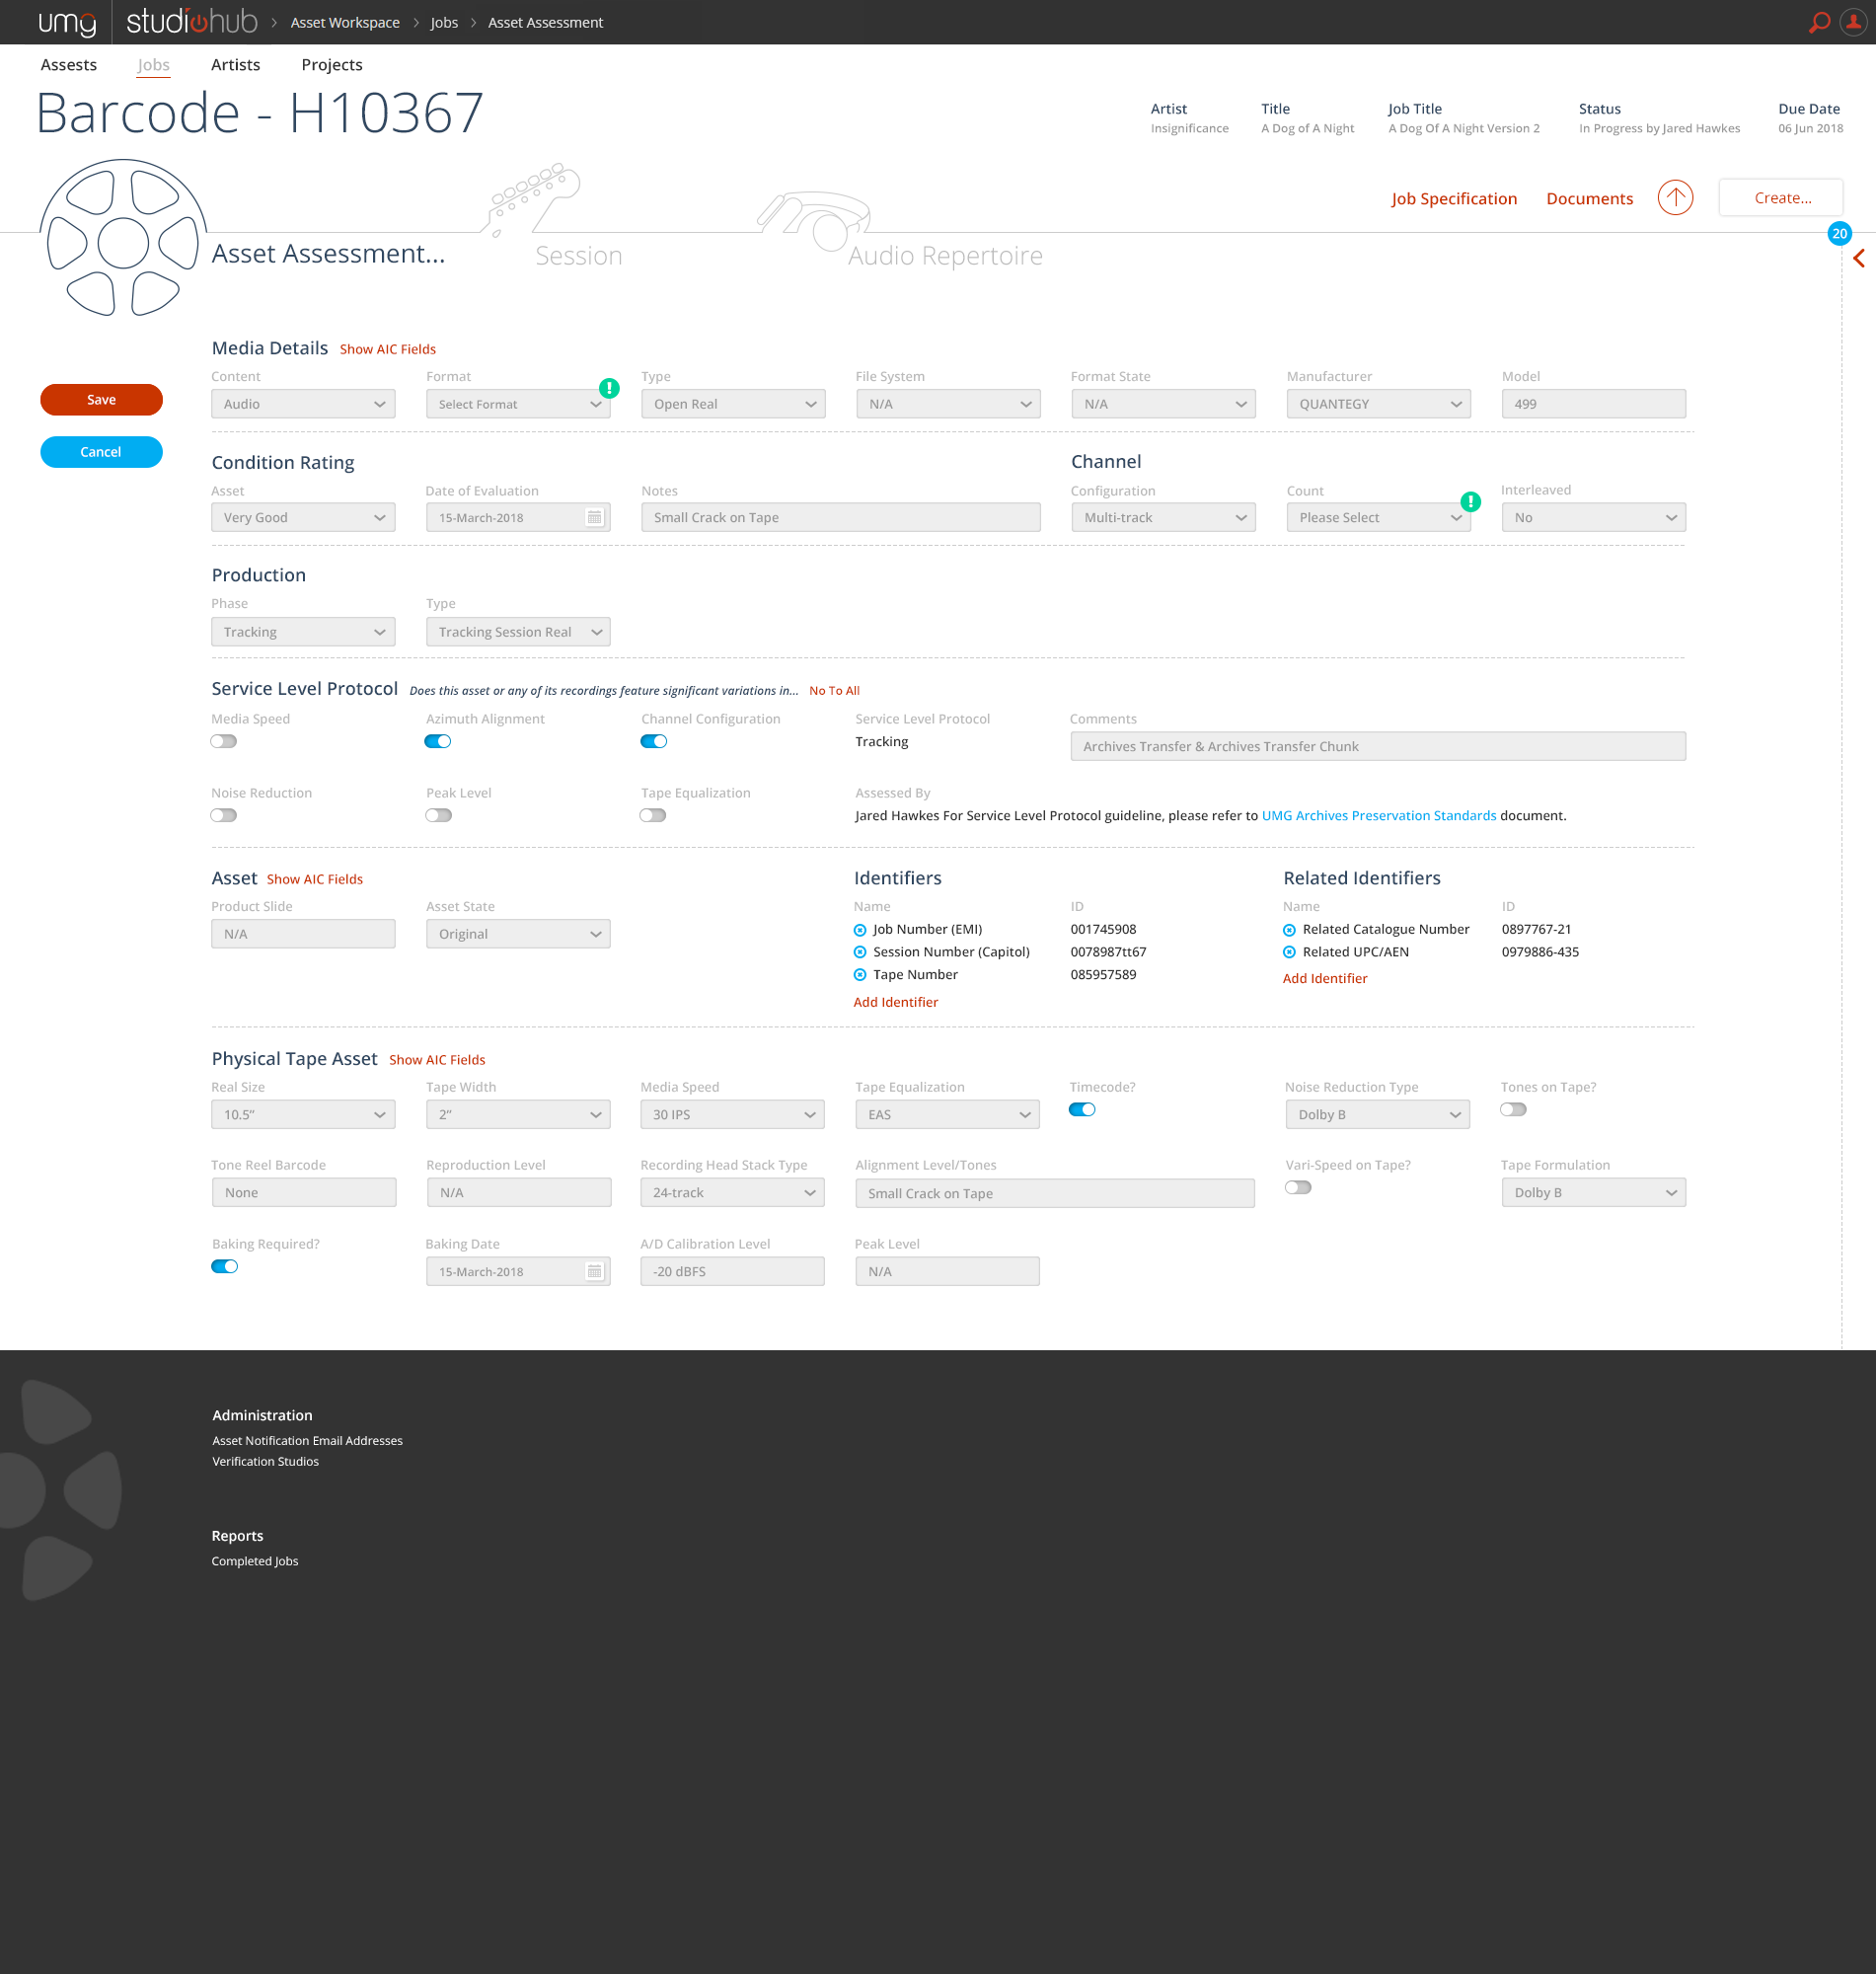 umg studiohub > Asset Workspace > Jobs > Asset Assessment
Assests Jobs Artists Projects
Barcode - H10367
Artist Title Job Title Status Due Date
Insignificance A Dog of A Night A Dog Of A Night Version 2 In Progress by Jared Hawkes 06 Jun 2018
Job Specification Documents Create...
20
Asset Assessment... Session Audio Repertoire
Media Details Show AIC Fields
Content Format Type File System Format State Manufacturer Model
Save
Audio Select Format ! Open Real N/A N/A QUANTEGY 499
Cancel
Condition Rating Channel
Asset Date of Evaluation Notes Configuration Count Interleaved
Very Good 15-March-2018 Small Crack on Tape Multi-track Please Select ! No
Production
Phase Type
Tracking Tracking Session Real
Service Level Protocol Does this asset or any of its recordings feature significant variations in... No To All
Media Speed Azimuth Alignment Channel Configuration Service Level Protocol Comments
Tracking Archives Transfer & Archives Transfer Chunk
Noise Reduction Peak Level Tape Equalization Assessed By
Jared Hawkes For Service Level Protocol guideline, please refer to UMG Archives Preservation Standards document.
Asset Show AIC Fields Identifiers Related Identifiers
Product Slide Asset State Name ID Name ID
N/A Original Job Number (EMI) 001745908 Related Catalogue Number 0897767-21
Session Number (Capitol) 0078987tt67 Related UPC/AEN 0979886-435
Tape Number 085957589 Add Identifier
Add Identifier
Physical Tape Asset Show AIC Fields
Real Size Tape Width Media Speed Tape Equalization Timecode? Noise Reduction Type Tones on Tape?
10.5” 2” 30 IPS EAS Dolby B
Tone Reel Barcode Reproduction Level Recording Head Stack Type Alignment Level/Tones Vari-Speed on Tape? Tape Formulation
None N/A 24-track Small Crack on Tape Dolby B
Baking Required? Baking Date A/D Calibration Level Peak Level
15-March-2018 -20 dBFS N/A
Administration
Asset Notification Email Addresses
Verification Studios
Reports
Completed Jobs